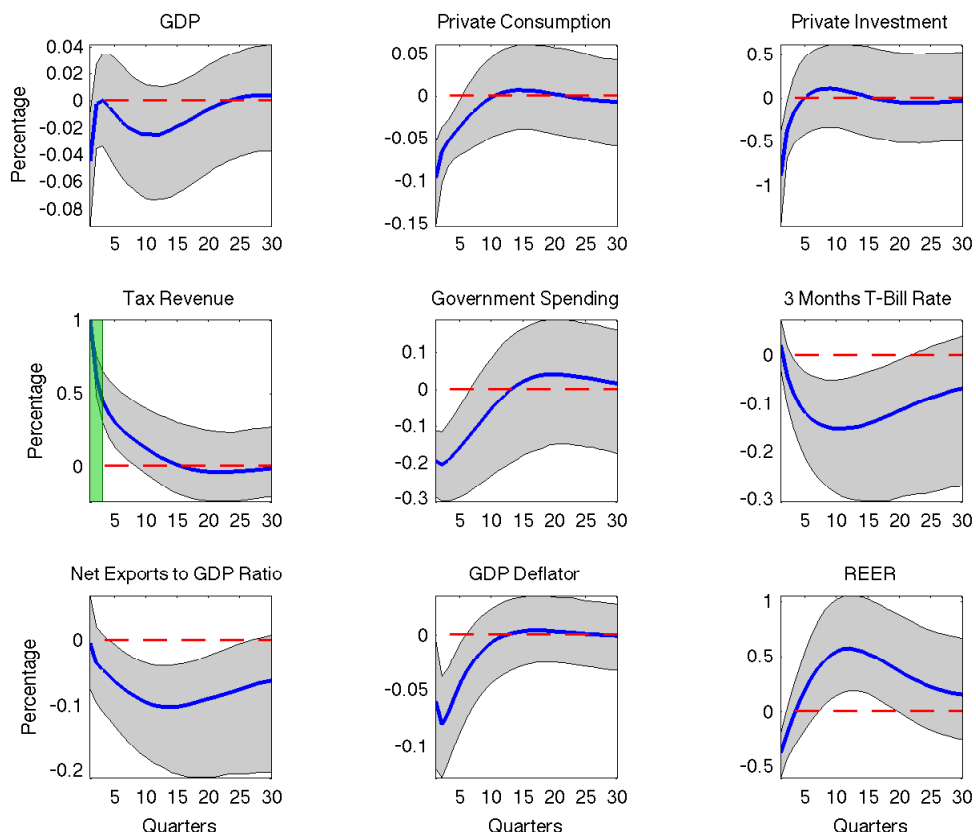 GDP
Private Consumption
Private Investment
Percentage
0.04
0.02
0
-0.02
-0.04
-0.06
-0.08
5 10 15 20 25 30
0.05
0
-0.05
-0.1
-0.15
5 10 15 20 25 30
0.5
0
-0.5
-1
5 10 15 20 25 30
Tax Revenue
Government Spending
3 Months T-Bill Rate
Percentage
1
0.5
0
5 10 15 20 25 30
0.1
0
-0.1
-0.2
-0.3
5 10 15 20 25 30
0
-0.1
-0.2
-0.3
5 10 15 20 25 30
Net Exports to GDP Ratio
GDP Deflator
REER
Percentage
0
-0.1
-0.2
5 10 15 20 25 30
Quarters
0
-0.05
-0.1
5 10 15 20 25 30
Quarters
1
0.5
0
-0.5
5 10 15 20 25 30
Quarters